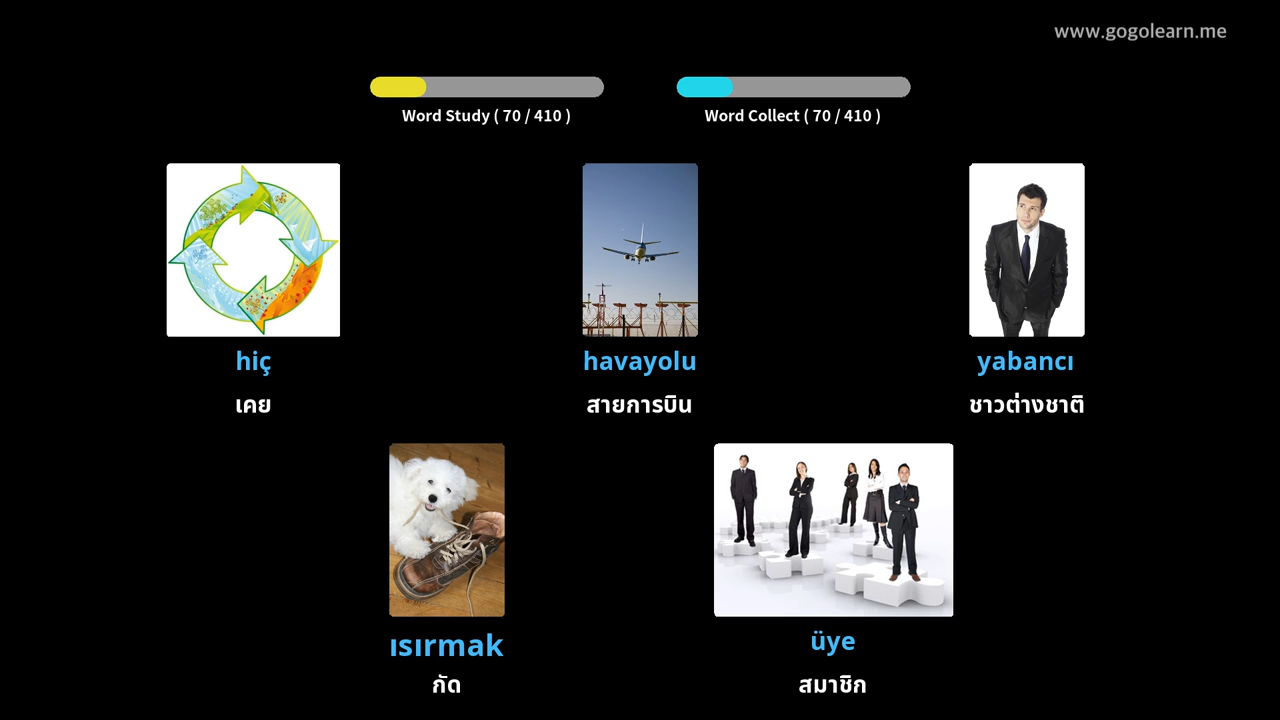 www.gogolearn.me
Word Study ( 70 / 410 )
Word Collect ( 70 / 410 )
hiç
havayolu
yabancı
เคย
สายการบิน
ชาวต่างชาติ
ısırmak
üye
กัด
สมาชิก